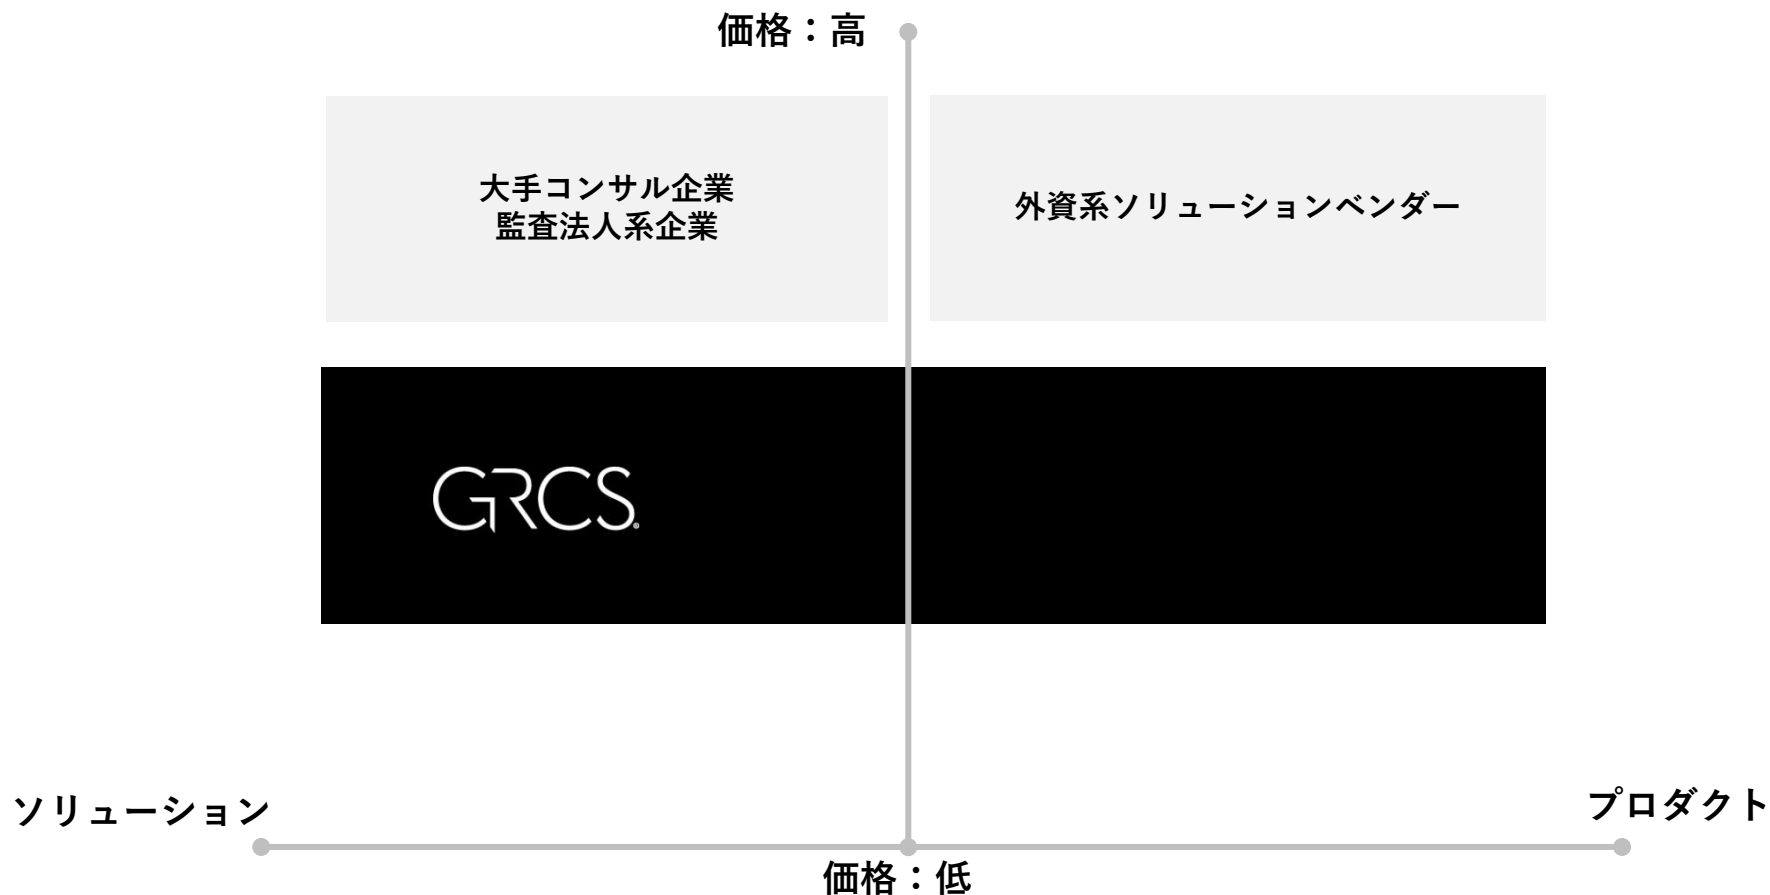 価格：高
大手コンサル企業
監査法人系企業
外資系ソリューションベンダー
GRCS®
ソリューション
プロダクト
価格：低